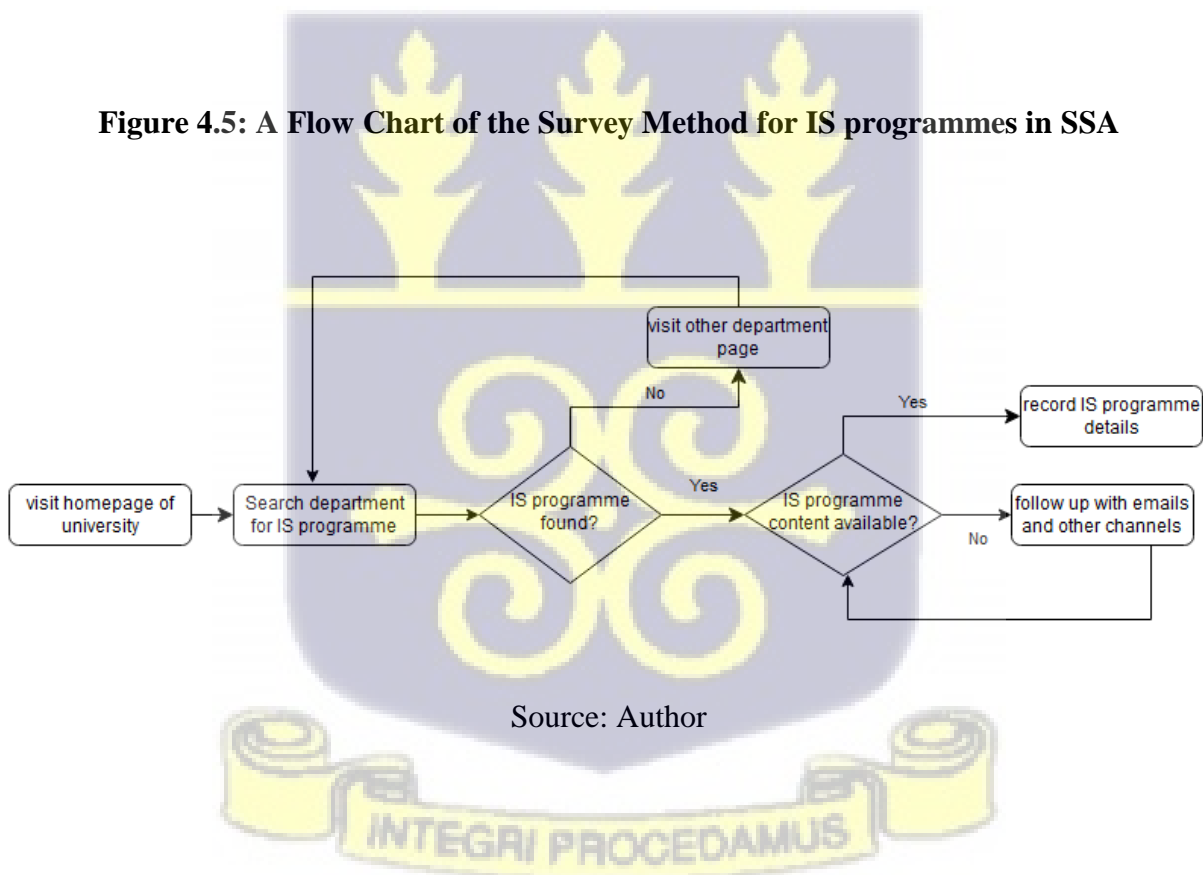 Figure 4.5: A Flow Chart of the Survey Method for IS programmes in SSA
visit homepage of
university
Search department
for IS programme
IS programme
found?
No
visit other department
page
Yes
IS programme
content available?
Yes
record IS programme
details
No
follow up with emails
and other channels
Source: Author
INTEGRI PROCEDAMUS